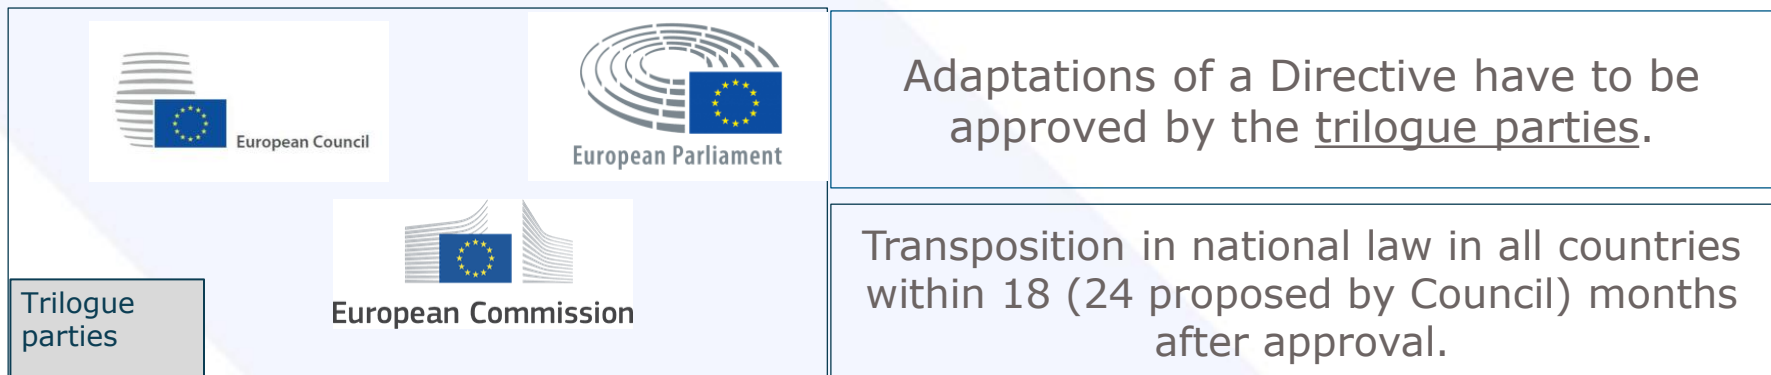 European Council
European Parliament
European Commission
Trilogue
parties
Adaptations of a Directive have to be
approved by the trilogue parties.
Transposition in national law in all countries
within 18 (24 proposed by Council) months
after approval.